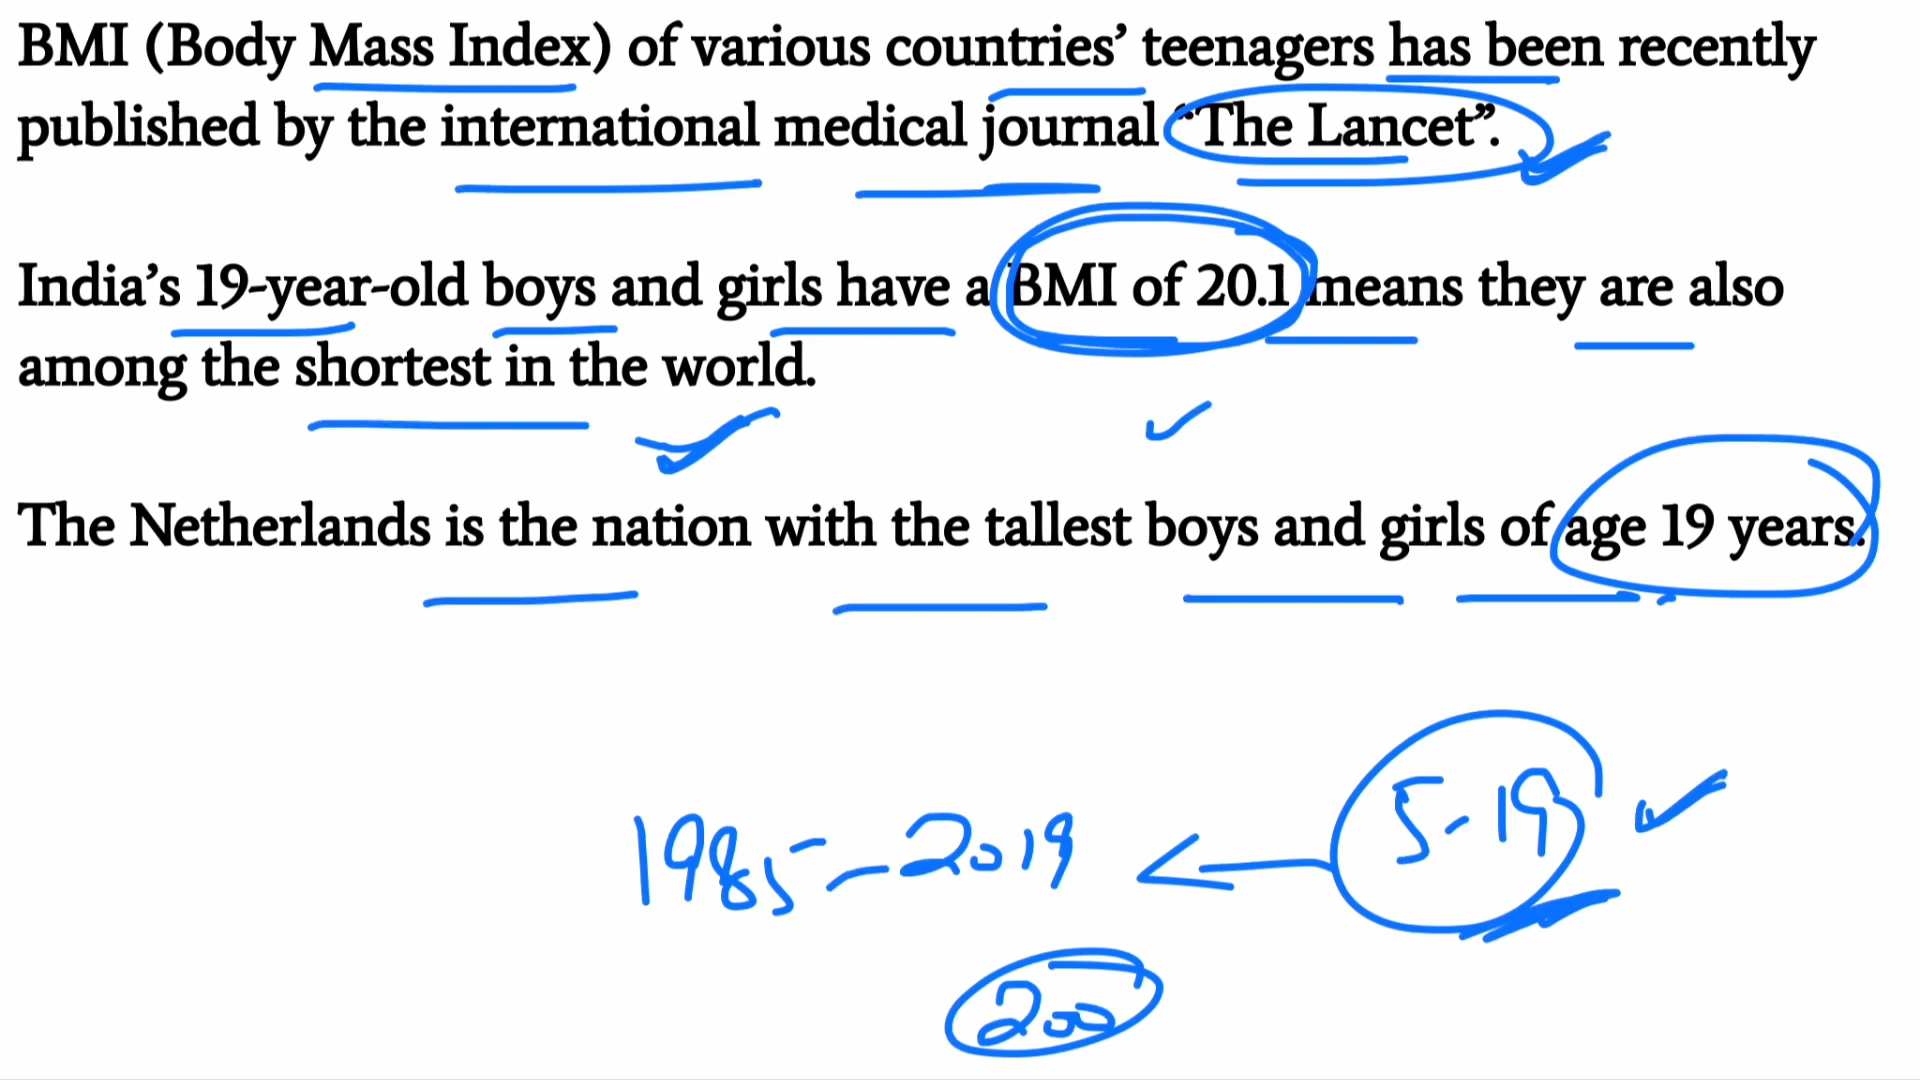 BMI (Body Mass Index) of various countries’ teenagers has been recently
published by the international medical journal “The Lancet”.
India’s 19-year-old boys and girls have a BMI of 20.1 means they are also
among the shortest in the world.
The Netherlands is the nation with the tallest boys and girls of age 19 years.
1985-2019
5-19
200